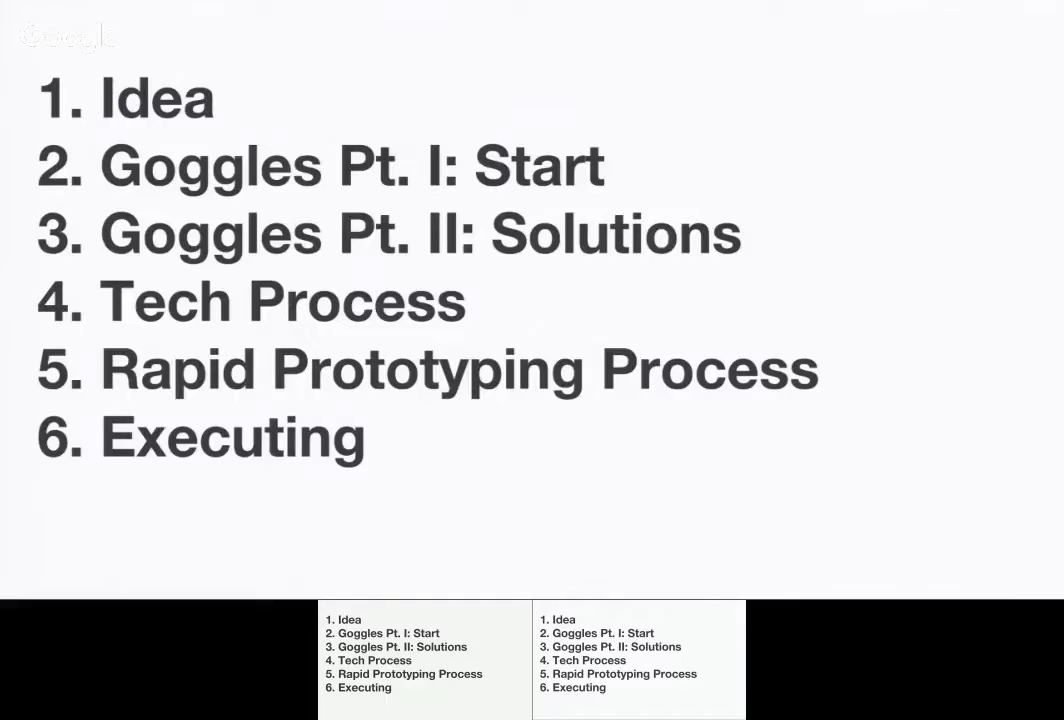 Google
1. Idea
2. Goggles Pt. I: Start
3. Goggles Pt. II: Solutions
4. Tech Process
5. Rapid Prototyping Process
6. Executing
1. Idea
2. Goggles Pt. I: Start
3. Goggles Pt. II: Solutions
4. Tech Process
5. Rapid Prototyping Process
6. Executing
1. Idea
2. Goggles Pt. I: Start
3. Goggles Pt. II: Solutions
4. Tech Process
5. Rapid Prototyping Process
6. Executing